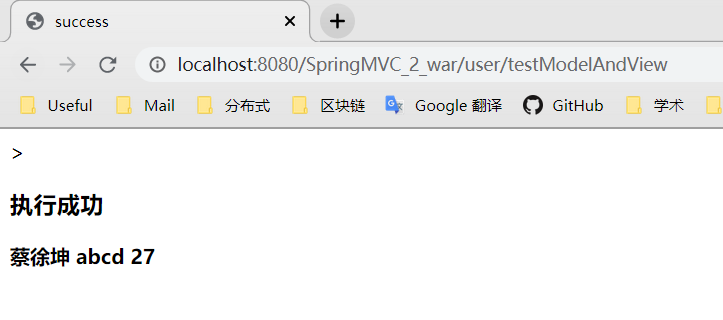 success
localhost:8080/SpringMVC_2_war/user/testModelAndView
Useful Mail 分布式 区块链 Google 翻译 GitHub 学术
>
执行成功
蔡徐坤 abcd 27